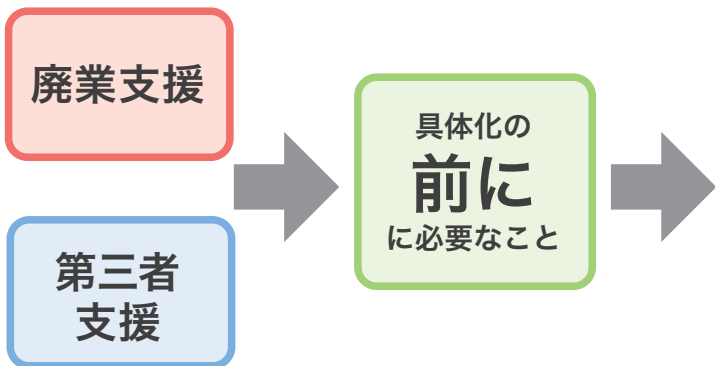 廃業支援
第三者
支援
具体化の
前に
に必要なこと